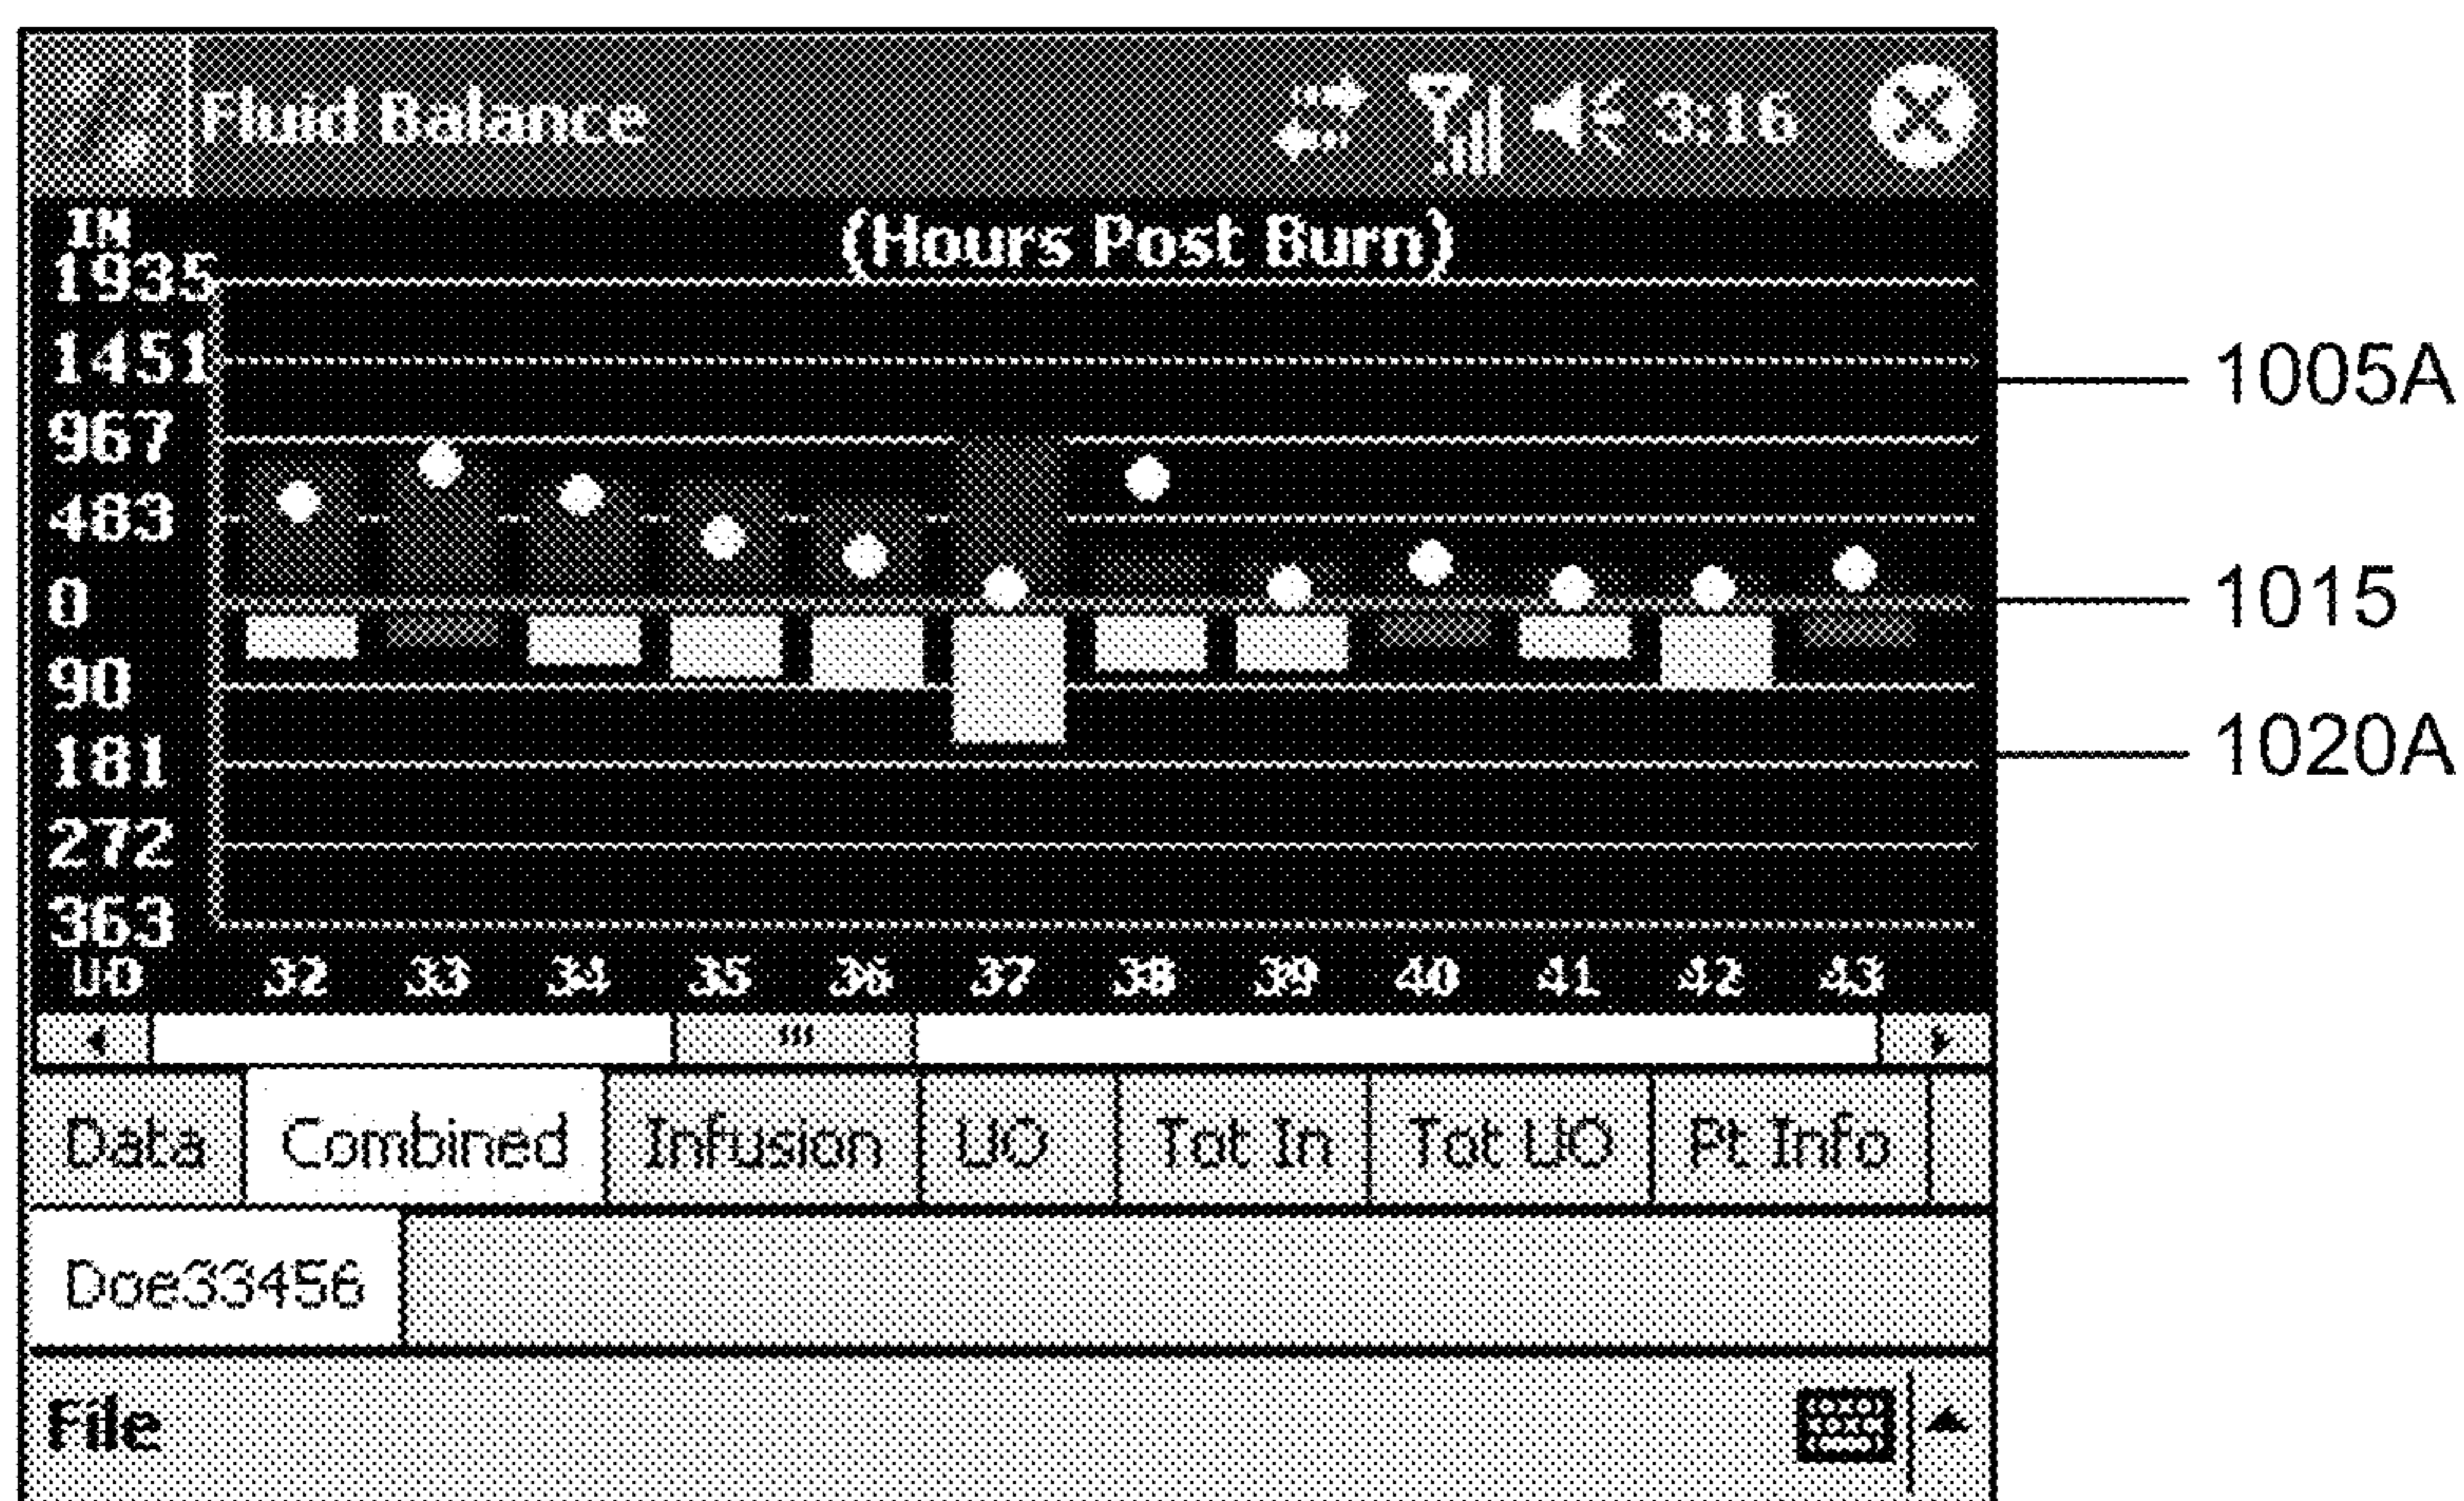 Fluid Balance 3:16
IN
(Hours Post Burn)
1935
1451
1005A
967
483
0
1015
90
181
1020A
272
363
UO 32 33 34 35 36 37 38 39 40 41 42 43
Data Combined Infusion UO Tot In Tot UO Pt Info
Doe33456
File